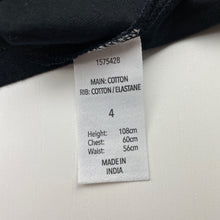 1575428
MAIN: COTTON
RIB: COTTON / ELASTANE
4
Height: 108cm
Chest: 60cm
Waist: 56cm
MADE IN
INDIA